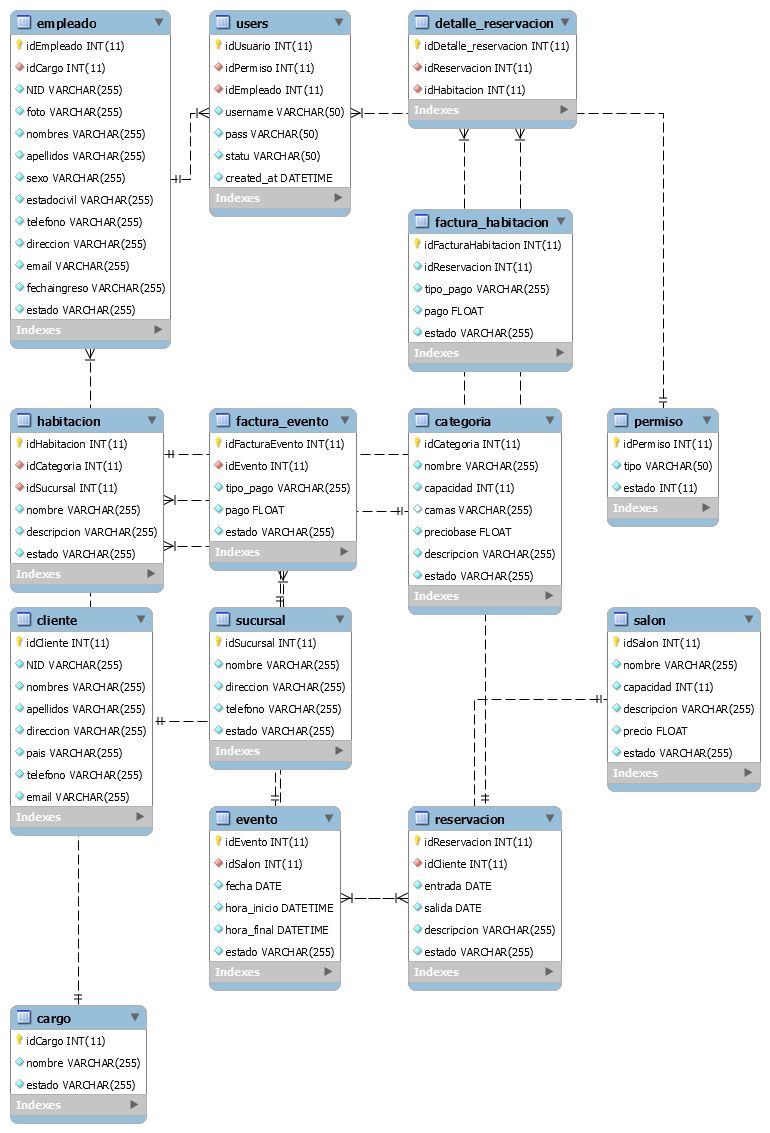 empleado
idEmpleado INT(11)
idCargo INT(11)
NID VARCHAR(255)
foto VARCHAR(255)
nombres VARCHAR(255)
apellidos VARCHAR(255)
sexo VARCHAR(255)
estadocivil VARCHAR(255)
telefono VARCHAR(255)
direccion VARCHAR(255)
email VARCHAR(255)
fechaingreso VARCHAR(255)
estado VARCHAR(255)
Indexes
users
idUsuario INT(11)
idPermiso INT(11)
idEmpleado INT(11)
username VARCHAR(50)
pass VARCHAR(50)
statu VARCHAR(50)
created_at DATETIME
Indexes
detalle_reservacion
idDetalle_reservacion INT(11)
idReservacion INT(11)
idHabitacion INT(11)
Indexes
factura_habitacion
idFacturaHabitacion INT(11)
idReservacion INT(11)
tipo_pago VARCHAR(255)
pago FLOAT
estado VARCHAR(255)
Indexes
habitacion
idHabitacion INT(11)
idCategoria INT(11)
idSucursal INT(11)
nombre VARCHAR(255)
descripcion VARCHAR(255)
estado VARCHAR(255)
Indexes
factura_evento
idFacturaEvento INT(11)
idEvento INT(11)
tipo_pago VARCHAR(255)
pago FLOAT
estado VARCHAR(255)
Indexes
categoria
idCategoria INT(11)
nombre VARCHAR(255)
capacidad INT(11)
camas VARCHAR(255)
preciobase FLOAT
descripcion VARCHAR(255)
estado VARCHAR(255)
Indexes
permiso
idPermiso INT(11)
tipo VARCHAR(50)
estado INT(11)
Indexes
cliente
idCliente INT(11)
NID VARCHAR(255)
nombres VARCHAR(255)
apellidos VARCHAR(255)
direccion VARCHAR(255)
pais VARCHAR(255)
telefono VARCHAR(255)
email VARCHAR(255)
Indexes
sucursal
idSucursal INT(11)
nombre VARCHAR(255)
direccion VARCHAR(255)
telefono VARCHAR(255)
estado VARCHAR(255)
Indexes
salon
idSalon INT(11)
nombre VARCHAR(255)
capacidad INT(11)
descripcion VARCHAR(255)
precio FLOAT
estado VARCHAR(255)
Indexes
evento
idEvento INT(11)
idSalon INT(11)
fecha DATE
hora_inicio DATETIME
hora_final DATETIME
estado VARCHAR(255)
Indexes
reservacion
idReservacion INT(11)
idCliente INT(11)
entrada DATE
salida DATE
descripcion VARCHAR(255)
estado VARCHAR(255)
Indexes
cargo
idCargo INT(11)
nombre VARCHAR(255)
estado VARCHAR(255)
Indexes